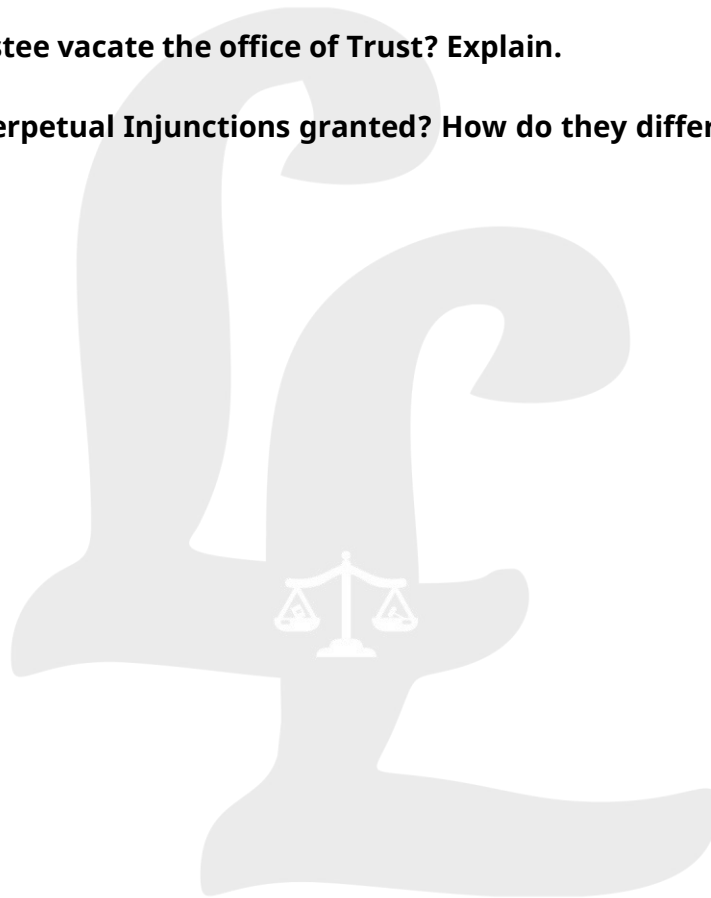 stee vacate the office of Trust? Explain.
erpetual Injunctions granted? How do they differ